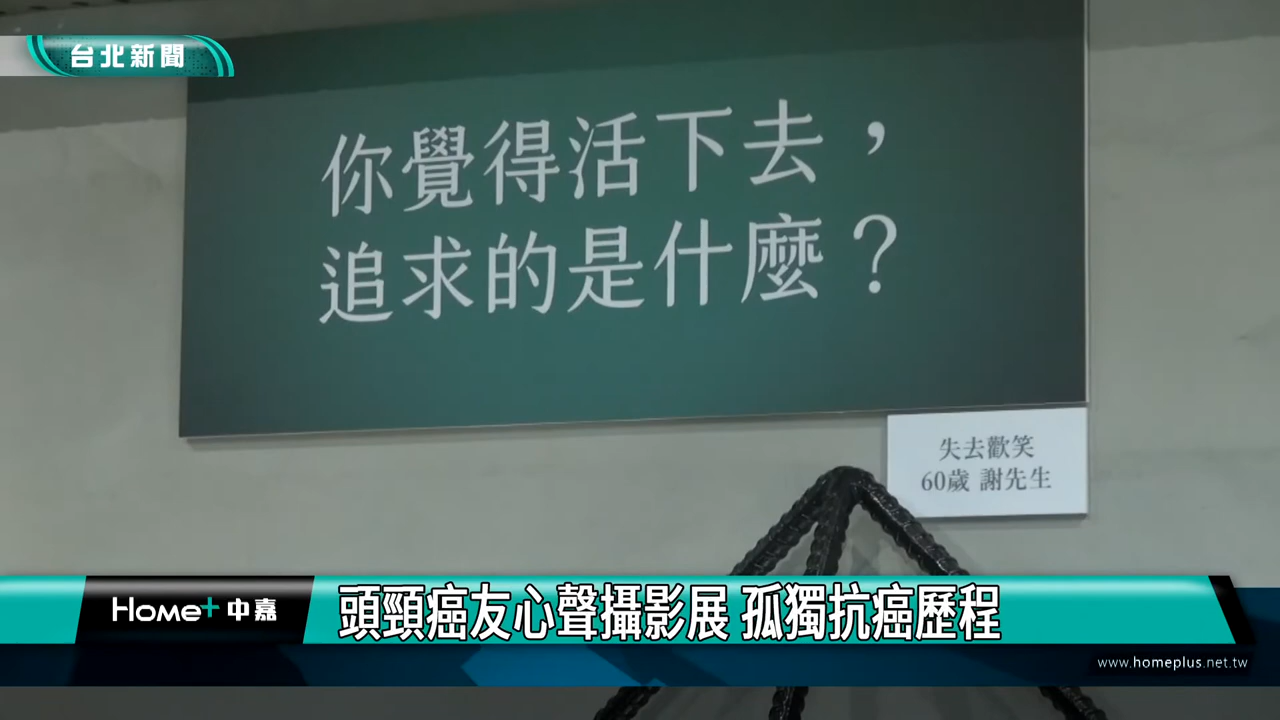 台北新聞
你覺得活下去，
追求的是什麼？
失去歡笑
60歲 謝先生
Home+中嘉
頭頸癌友心聲攝影展 孤獨抗癌歷程
www.homeplus.net.tw